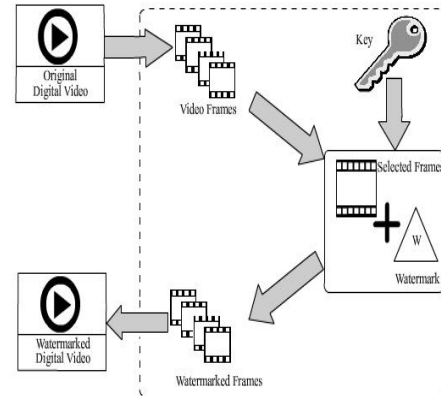 Original
Digital Video
Video Frames
Key
Selected Frames
W
Watermark
Watermarked
Digital Video
Watermarked Frames